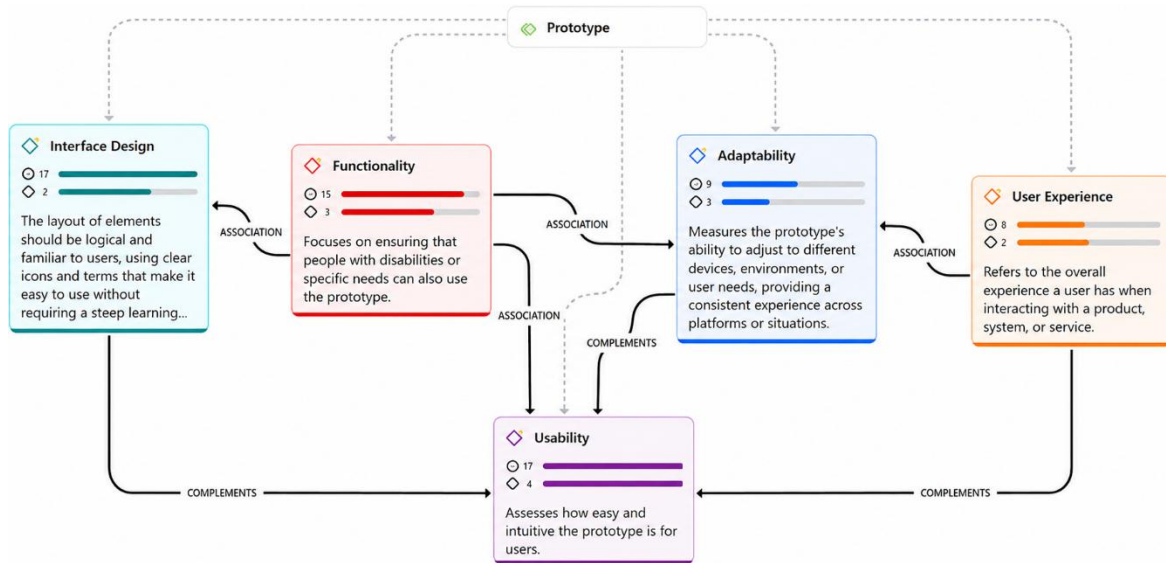 Prototype
Interface Design
17
2
The layout of elements
should be logical and
familiar to users, using clear
icons and terms that make it
easy to use without
requiring a steep learning...
ASSOCIATION
Functionality
15
3
Focuses on ensuring that
people with disabilities or
specific needs can also use
the prototype.
ASSOCIATION
ASSOCIATION
Adaptability
9
3
Measures the prototype's
ability to adjust to different
devices, environments, or
user needs, providing a
consistent experience across
platforms or situations.
ASSOCIATION
User Experience
8
2
Refers to the overall
experience a user has when
interacting with a product,
system, or service.
COMPLEMENTS
COMPLEMENTS
Usability
17
4
Assesses how easy and
intuitive the prototype is for
users.
COMPLEMENTS